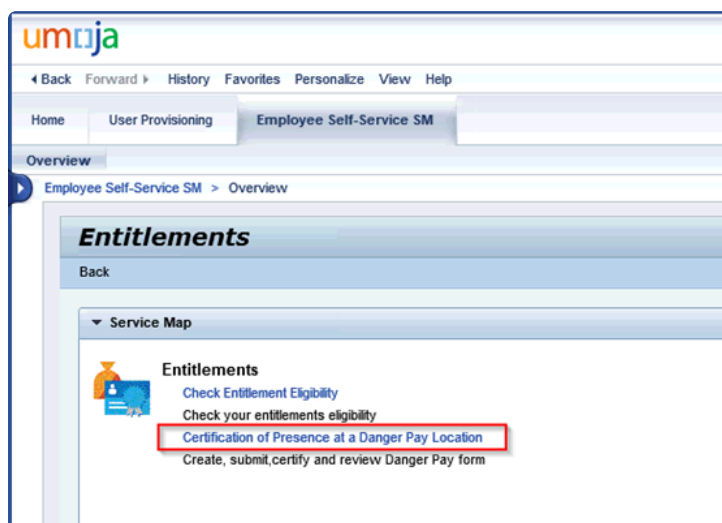 umoja
Back Forward History Favorites Personalize View Help
Home User Provisioning Employee Self-Service SM
Overview
Employee Self-Service SM > Overview
Entitlements
Back
Service Map
Entitlements
Check Entitlement Eligibility
Check your entitlements eligibility
Certification of Presence at a Danger Pay Location
Create, submit,certify and review Danger Pay form